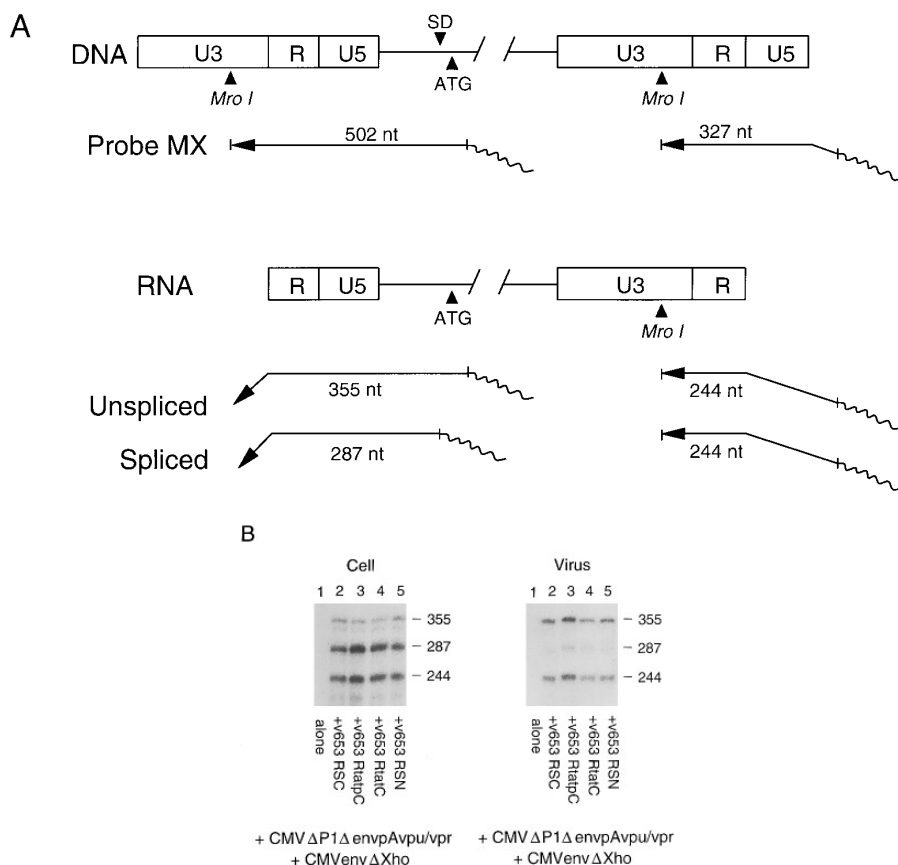 A
SD
DNA U3 R U5 U3 R U5
Mro I ATG Mro I
Probe MX 502 nt 327 nt
RNA R U5 U3 R
ATG Mro I
Unspliced 355 nt 244 nt
Spliced 287 nt 244 nt
B
Cell
1 2 3 4 5
355
287
244
alone
+v653 RSC
+v653 RtatpC
+v653 RtatC
+v653 RSN
+ CMV ΔP1Δ envpAvpu/vpr
+ CMVenv ΔXho
Virus
1 2 3 4 5
355
287
244
alone
+v653 RSC
+v653 RtatpC
+v653 RtatC
+v653 RSN
+ CMV ΔP1Δ envpAvpu/vpr
+ CMVenv ΔXho